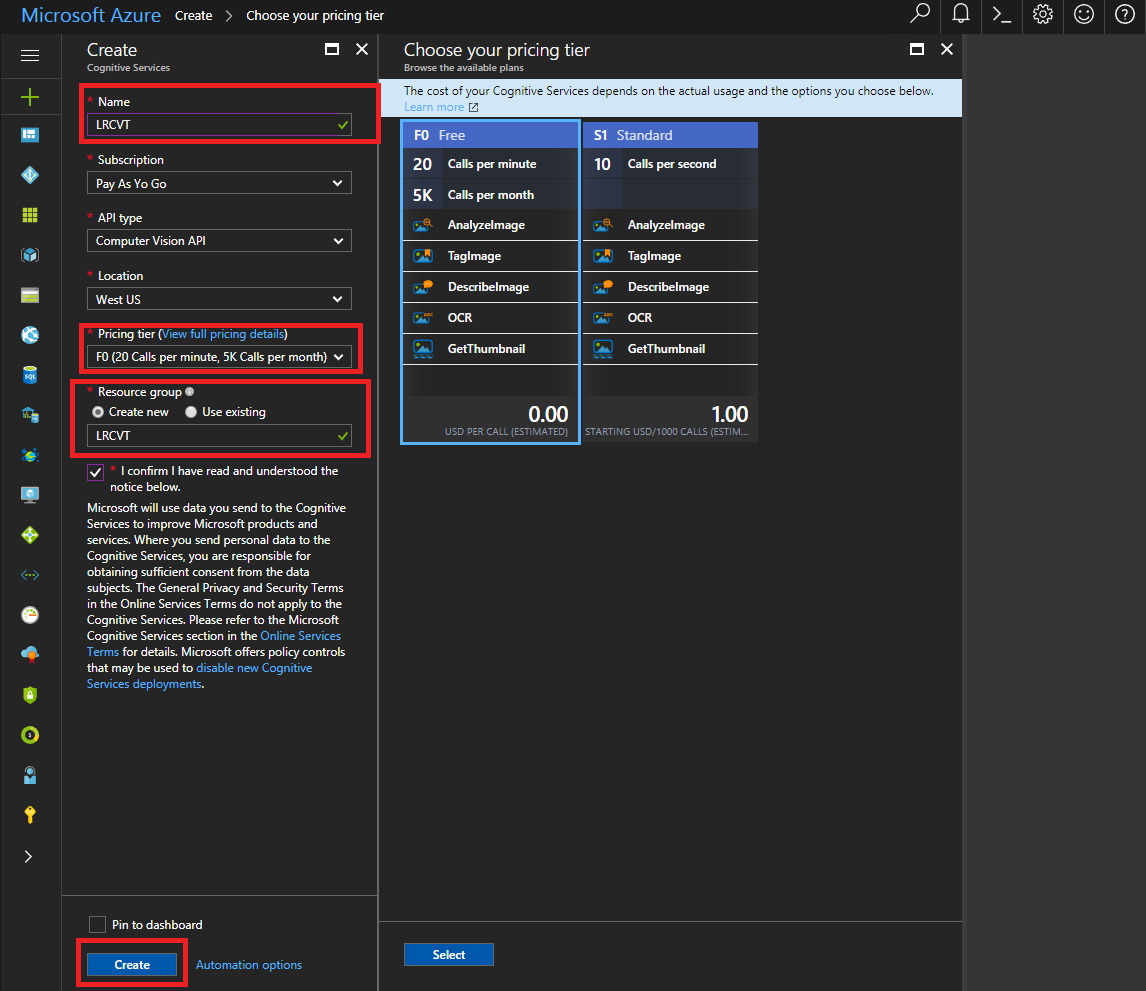 Microsoft Azure Create > Choose your pricing tier
>_
?
Create
Cognitive Services
* Name
LRCVT
* Subscription
Pay As Yo Go
* API type
Computer Vision API
* Location
West US
* Pricing tier (View full pricing details)
F0 (20 Calls per minute, 5K Calls per month)
* Resource group
Create new Use existing
LRCVT
* I confirm I have read and understood the
notice below.
Microsoft will use data you send to the Cognitive
Services to improve Microsoft products and
services. Where you send personal data to the
Cognitive Services, you are responsible for
obtaining sufficient consent from the data
subjects. The General Privacy and Security Terms
in the Online Services Terms do not apply to the
Cognitive Services. Please refer to the Microsoft
Cognitive Services section in the Online Services
Terms for details. Microsoft offers policy controls
that may be used to disable new Cognitive
Services deployments.
Pin to dashboard
Create Automation options
SQL
Choose your pricing tier
Browse the available plans
The cost of your Cognitive Services depends on the actual usage and the options you choose below.
Learn more
F0 Free
20 Calls per minute
5K Calls per month
AnalyzeImage
TagImage
DescribeImage
OCR
GetThumbnail
0.00
USD PER CALL (ESTIMATED)
S1 Standard
10 Calls per second
AnalyzeImage
TagImage
DescribeImage
OCR
GetThumbnail
1.00
STARTING USD/1000 CALLS (ESTIM...
Select